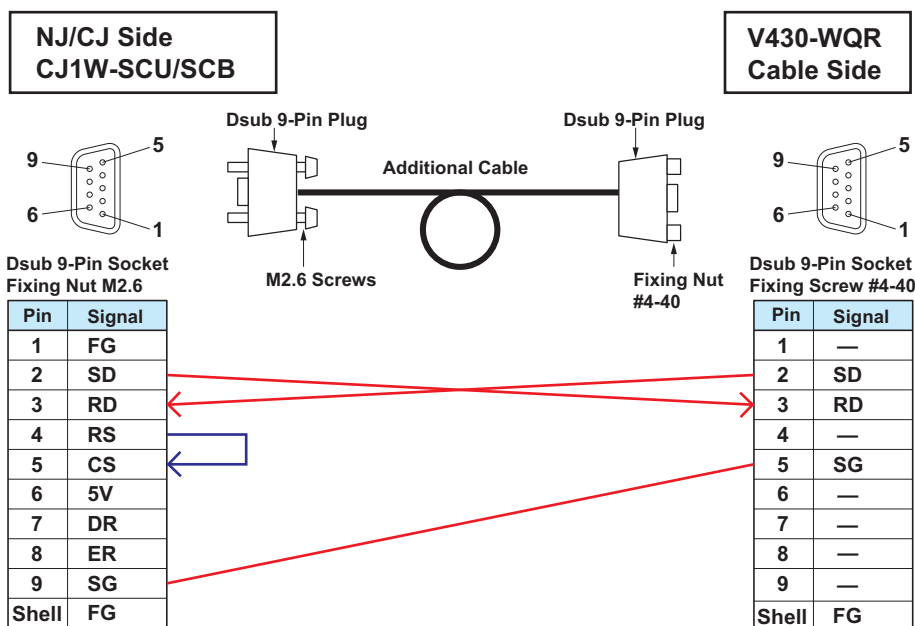 NJ/CJ Side
CJ1W-SCU/SCB
V430-WQR
Cable Side
Dsub 9-Pin Plug
Dsub 9-Pin Plug
Additional Cable
9
5
6
1
9
5
6
1
M2.6 Screws
Fixing Nut
#4-40
Dsub 9-Pin Socket
Fixing Nut M2.6
Dsub 9-Pin Socket
Fixing Screw #4-40
Pin Signal
1 FG
2 SD
3 RD
4 RS
5 CS
6 5V
7 DR
8 ER
9 SG
Shell FG
Pin Signal
1 —
2 SD
3 RD
4 —
5 SG
6 —
7 —
8 —
9 —
Shell FG